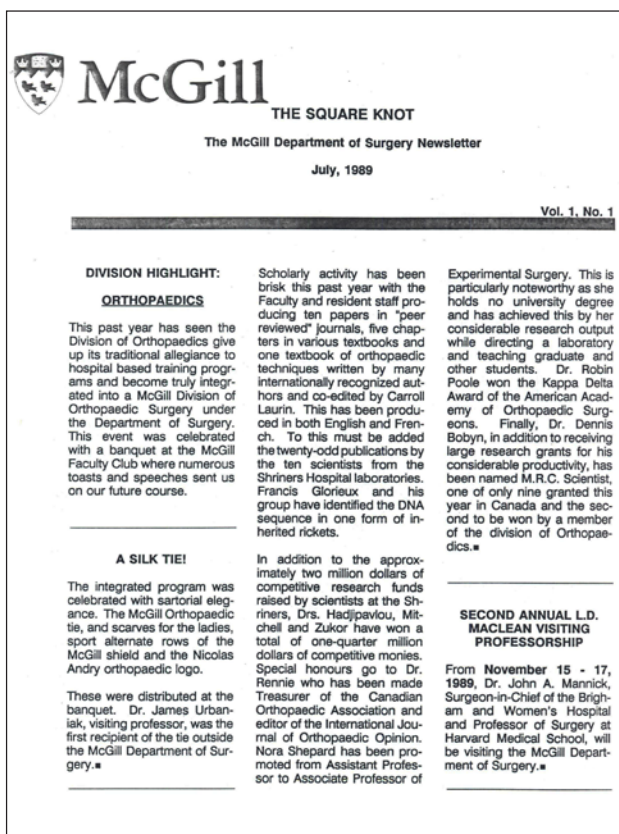 McGill
THE SQUARE KNOT
The McGill Department of Surgery Newsletter
July, 1989
Vol. 1, No. 1
DIVISION HIGHLIGHT:
ORTHOPAEDICS
This past year has seen the
Division of Orthopaedics give
up its traditional allegiance to
hospital based training progr-
ams and become truly integr-
ated into a McGill Division of
Orthopaedic Surgery under
the Department of Surgery.
This event was celebrated
with a banquet at the McGill
Faculty Club where numerous
toasts and speeches sent us
on our future course.
A SILK TIE!
The integrated program was
celebrated with sartorial eleg-
ance. The McGill Orthopaedic
tie, and scarves for the ladies,
sport alternate rows of the
McGill shield and the Nicolas
Andry orthopaedic logo.
These were distributed at the
banquet. Dr. James Urban-
iak, visiting professor, was the
first recipient of the tie outside
the McGill Department of Sur-
gery.■
Scholarly activity has been
brisk this past year with the
Faculty and resident staff pro-
ducing ten papers in "peer
reviewed" journals, five chap-
ters in various textbooks and
one textbook of orthopaedic
techniques written by many
internationally recognized aut-
hors and co-edited by Carroll
Laurin. This has been produ-
ced in both English and Fren-
ch. To this must be added
the twenty-odd publications by
the ten scientists from the
Shriners Hospital laboratories.
Francis Glorieux and his
group have identified the DNA
sequence in one form of in-
herited rickets.
In addition to the approx-
imately two million dollars of
competitive research funds
raised by scientists at the Sh-
riners, Drs. Hadjipavlou, Mit-
chell and Zukor have won a
total of one-quarter million
dollars of competitive monies.
Special honours go to Dr.
Rennie who has been made
Treasurer of the Canadian
Orthopaedic Association and
editor of the International Jou-
rnal of Orthopaedic Opinion.
Nora Shepard has been pro-
moted from Assistant Profes-
sor to Associate Professor of
Experimental Surgery. This is
particularly noteworthy as she
holds no university degree
and has achieved this by her
considerable research output
while directing a laboratory
and teaching graduate and
other students. Dr. Robin
Poole won the Kappa Delta
Award of the American Acad-
emy of Orthopaedic Surg-
eons. Finally, Dr. Dennis
Bobyn, in addition to receiving
large research grants for his
considerable productivity, has
been named M.R.C. Scientist,
one of only nine granted this
year in Canada and the sec-
ond to be won by a member
of the division of Orthopae-
dics.■
SECOND ANNUAL L.D.
MACLEAN VISITING
PROFESSORSHIP
From November 15 - 17,
1989, Dr. John A. Mannick,
Surgeon-in-Chief of the Brigh-
am and Women's Hospital
and Professor of Surgery at
Harvard Medical School, will
be visiting the McGill Depart-
ment of Surgery.■